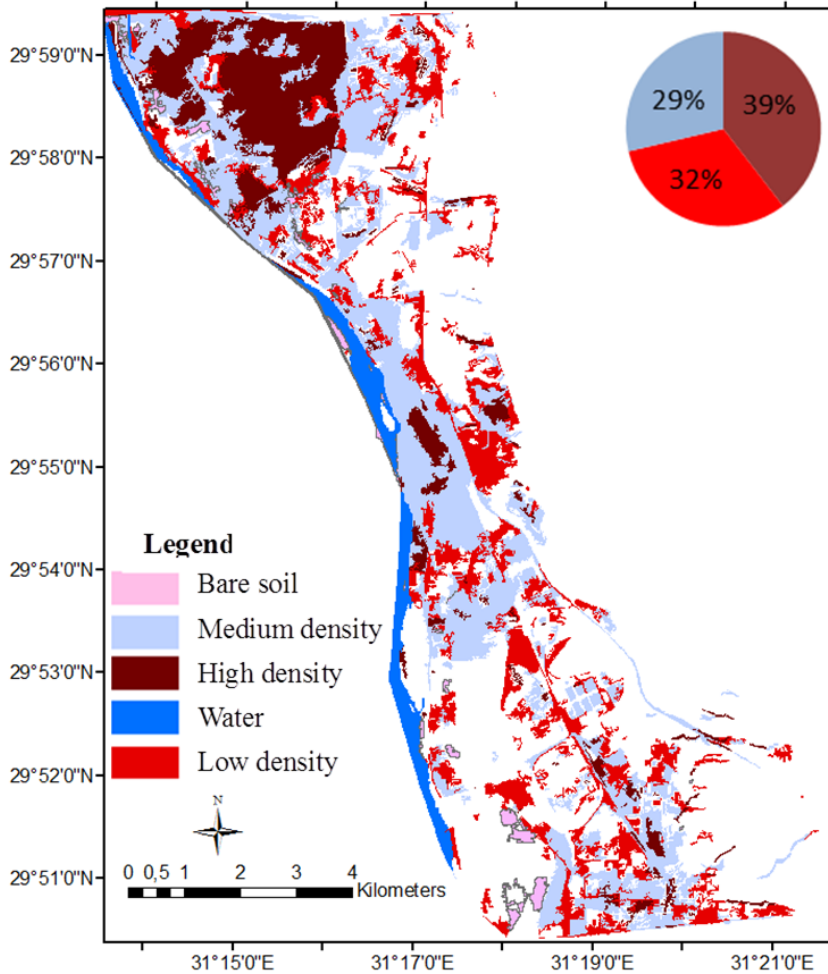 29°59'0"N
29°58'0"N
29°57'0"N
29°56'0"N
29°55'0"N
29°54'0"N
29°53'0"N
29°52'0"N
29°51'0"N
29%
39%
32%
Legend
Bare soil
Medium density
High density
Water
Low density
N
0 0,5 1 2 3 4
Kilometers
31°15'0"E 31°17'0"E 31°19'0"E 31°21'0"E